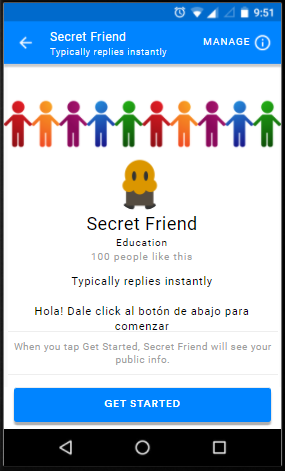 9:51
Secret Friend
Typically replies instantly
MANAGE
Secret Friend
Education
100 people like this
Typically replies instantly
Hola! Dale click al botón de abajo para
comenzar
When you tap Get Started, Secret Friend will see your
public info.
GET STARTED